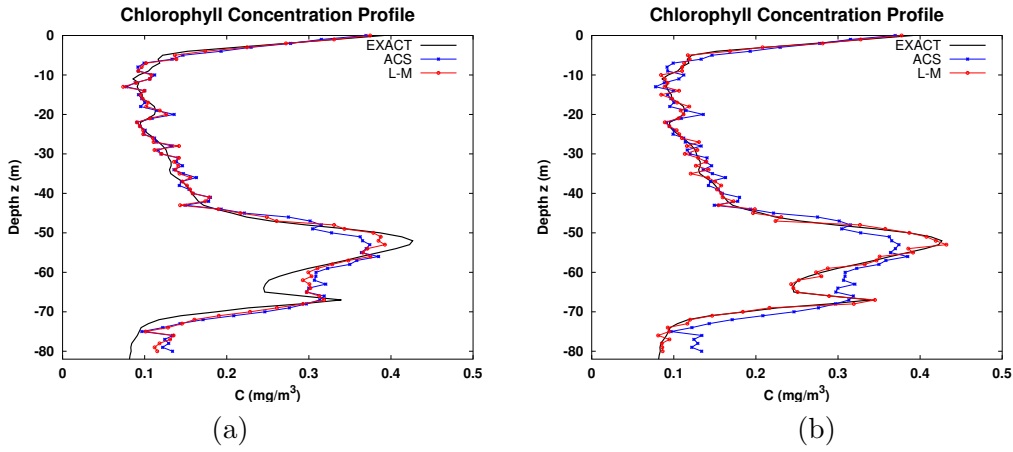 Chlorophyll Concentration Profile
0
-10
-20
-30
-40
-50
-60
-70
-80
Depth z (m)
EXACT
ACS
L-M
0 0.1 0.2 0.3 0.4 0.5
C (mg/m³)
(a)
Chlorophyll Concentration Profile
0
-10
-20
-30
-40
-50
-60
-70
-80
Depth z (m)
EXACT
ACS
L-M
0 0.1 0.2 0.3 0.4 0.5
C (mg/m³)
(b)